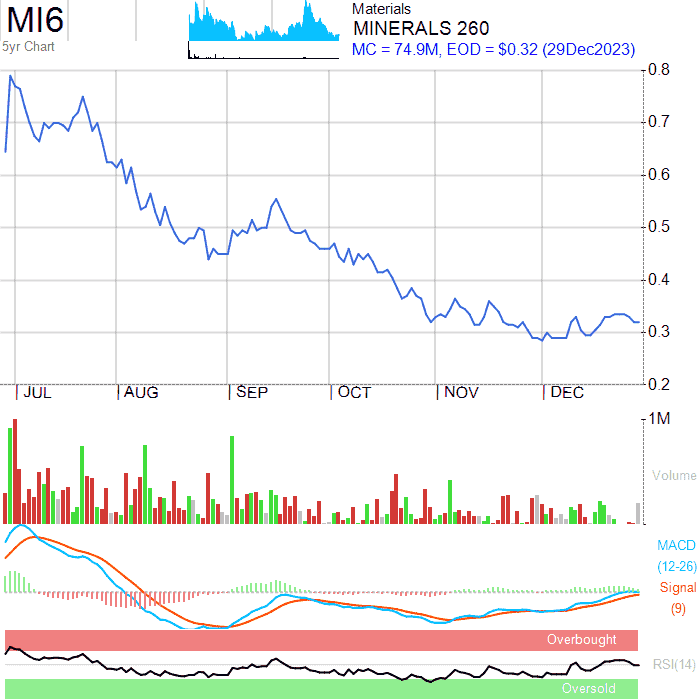 MI6
5yr Chart
Materials
MINERALS 260
MC = 74.9M, EOD = $0.32 (29Dec2023)
0.8
0.7
0.6
0.5
0.4
0.3
0.2
JUL AUG SEP OCT NOV DEC
1M
Volume
MACD
(12-26)
Signal
(9)
Overbought
RSI(14)
Oversold